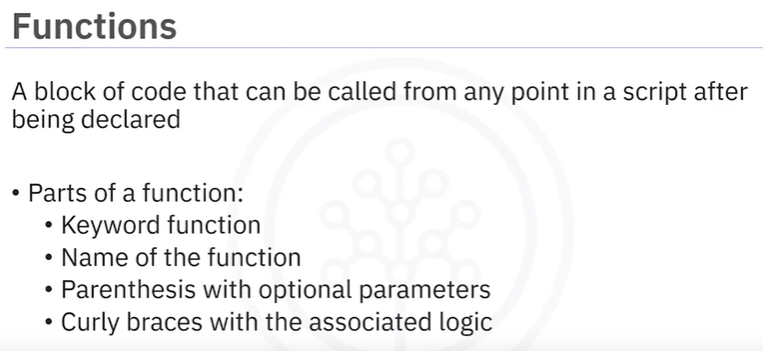 Functions
A block of code that can be called from any point in a script after
being declared
• Parts of a function:
• Keyword function
• Name of the function
• Parenthesis with optional parameters
• Curly braces with the associated logic